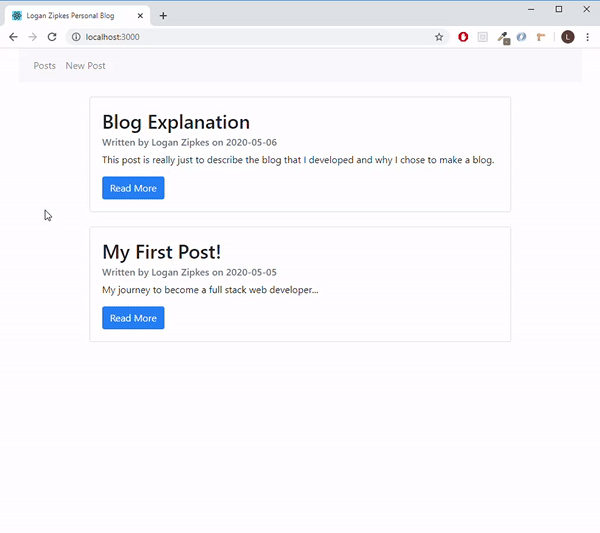 Logan Zipkes Personal Blog
localhost:3000
L
Posts New Post
Blog Explanation
Written by Logan Zipkes on 2020-05-06
This post is really just to describe the blog that I developed and why I chose to make a blog.
Read More
My First Post!
Written by Logan Zipkes on 2020-05-05
My journey to become a full stack web developer...
Read More